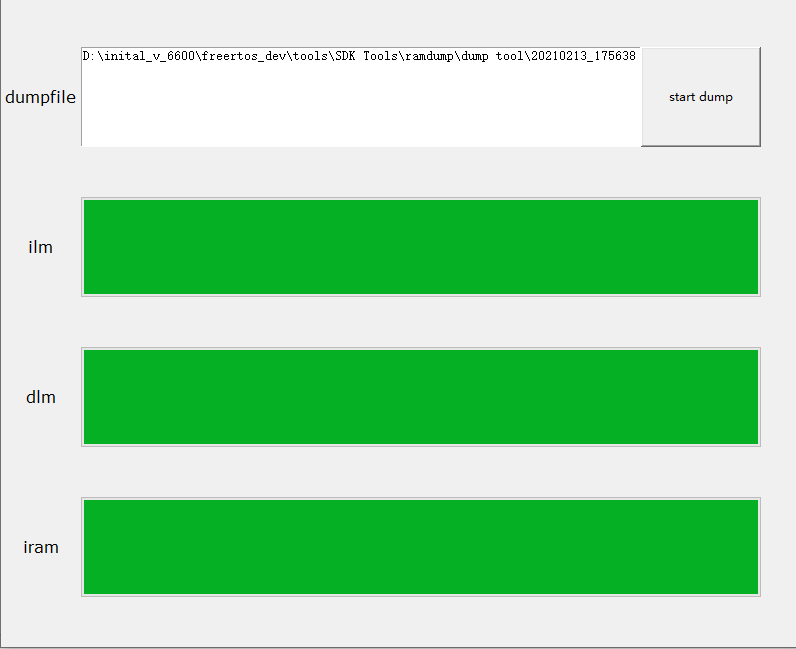 D:\inital_v_6600\freertos_dev\tools\SDK Tools\ramdump\dump tool\20210213_175638
dumpfile
start dump
ilm
dlm
iram